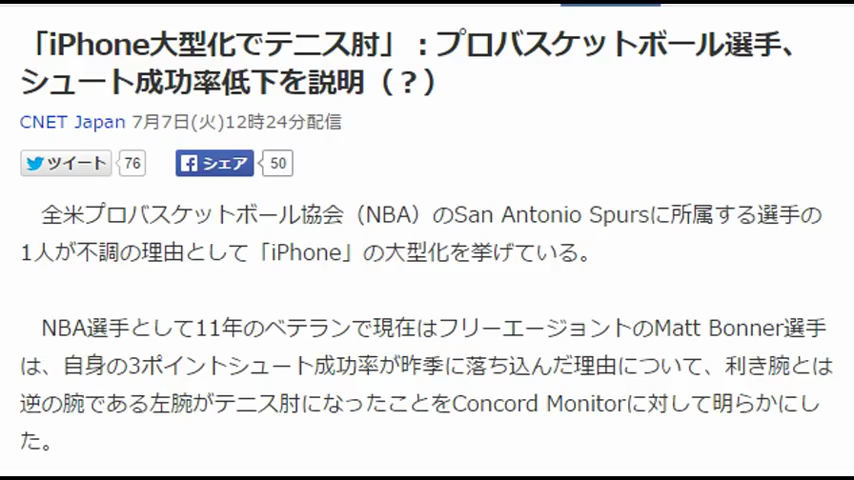 「iPhone大型化でテニス肘」：プロバスケットボール選手、
シュート成功率低下を説明（？）
CNET Japan 7月7日(火)12時24分配信
ツイート 76 シェア 50
全米プロバスケットボール協会（NBA）のSan Antonio Spursに所属する選手の
1人が不調の理由として「iPhone」の大型化を挙げている。
NBA選手として11年のベテランで現在はフリーエージョントのMatt Bonner選手
は、自身の3ポイントシュート成功率が昨季に落ち込んだ理由について、利き腕とは
逆の腕である左腕がテニス肘になったことをConcord Monitorに対して明らかにし
た。